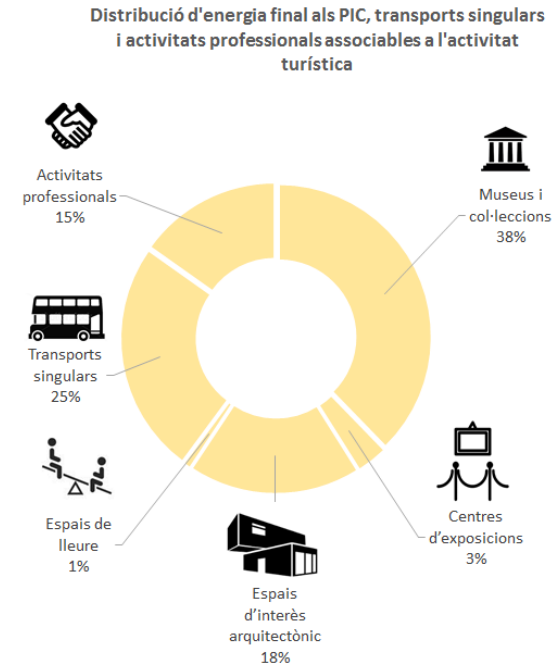 Distribució d'energia final als PIC, transports singulars
i activitats professionals associables a l'activitat
turística
Activitats
professionals
15%
Museus i
col·leccions
38%
Transports
singulars
25%
Espais de
lleure
1%
Centres
d'exposicions
3%
Espais
d'interès
arquitectònic
18%